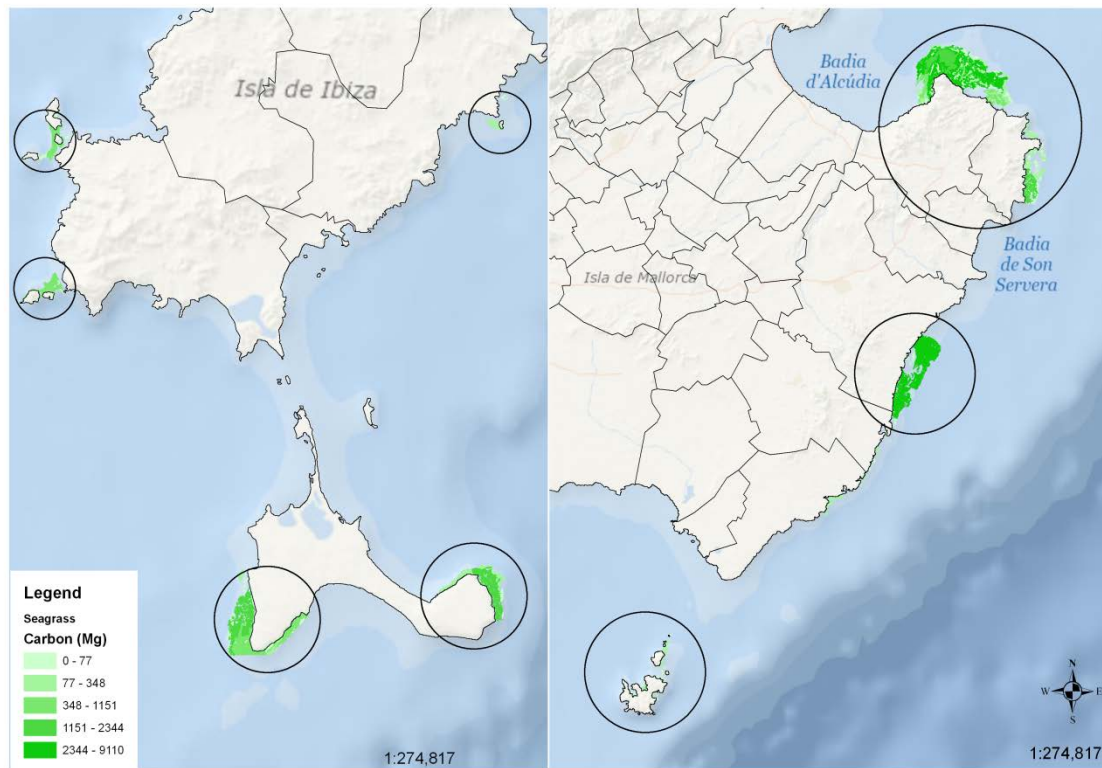 Isla de Ibiza
Legend
Seagrass
Carbon (Mg)
0 - 77
77 - 348
348 - 1151
1151 - 2344
2344 - 9110
1:274,817
Badia
d'Alcúdia
Badia
de Son
Servera
Isla de Mallorca
N
W E
S
1:274,817